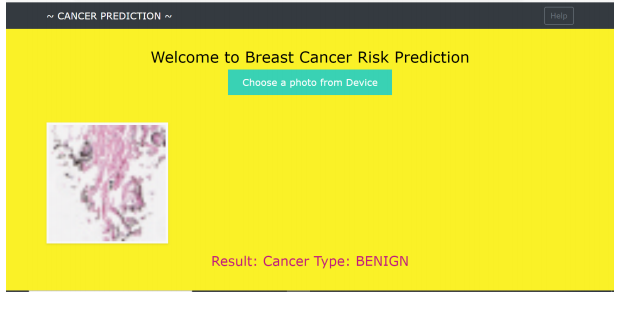 ~ CANCER PREDICTION ~
Help
Welcome to Breast Cancer Risk Prediction
Choose a photo from Device
Result: Cancer Type: BENIGN